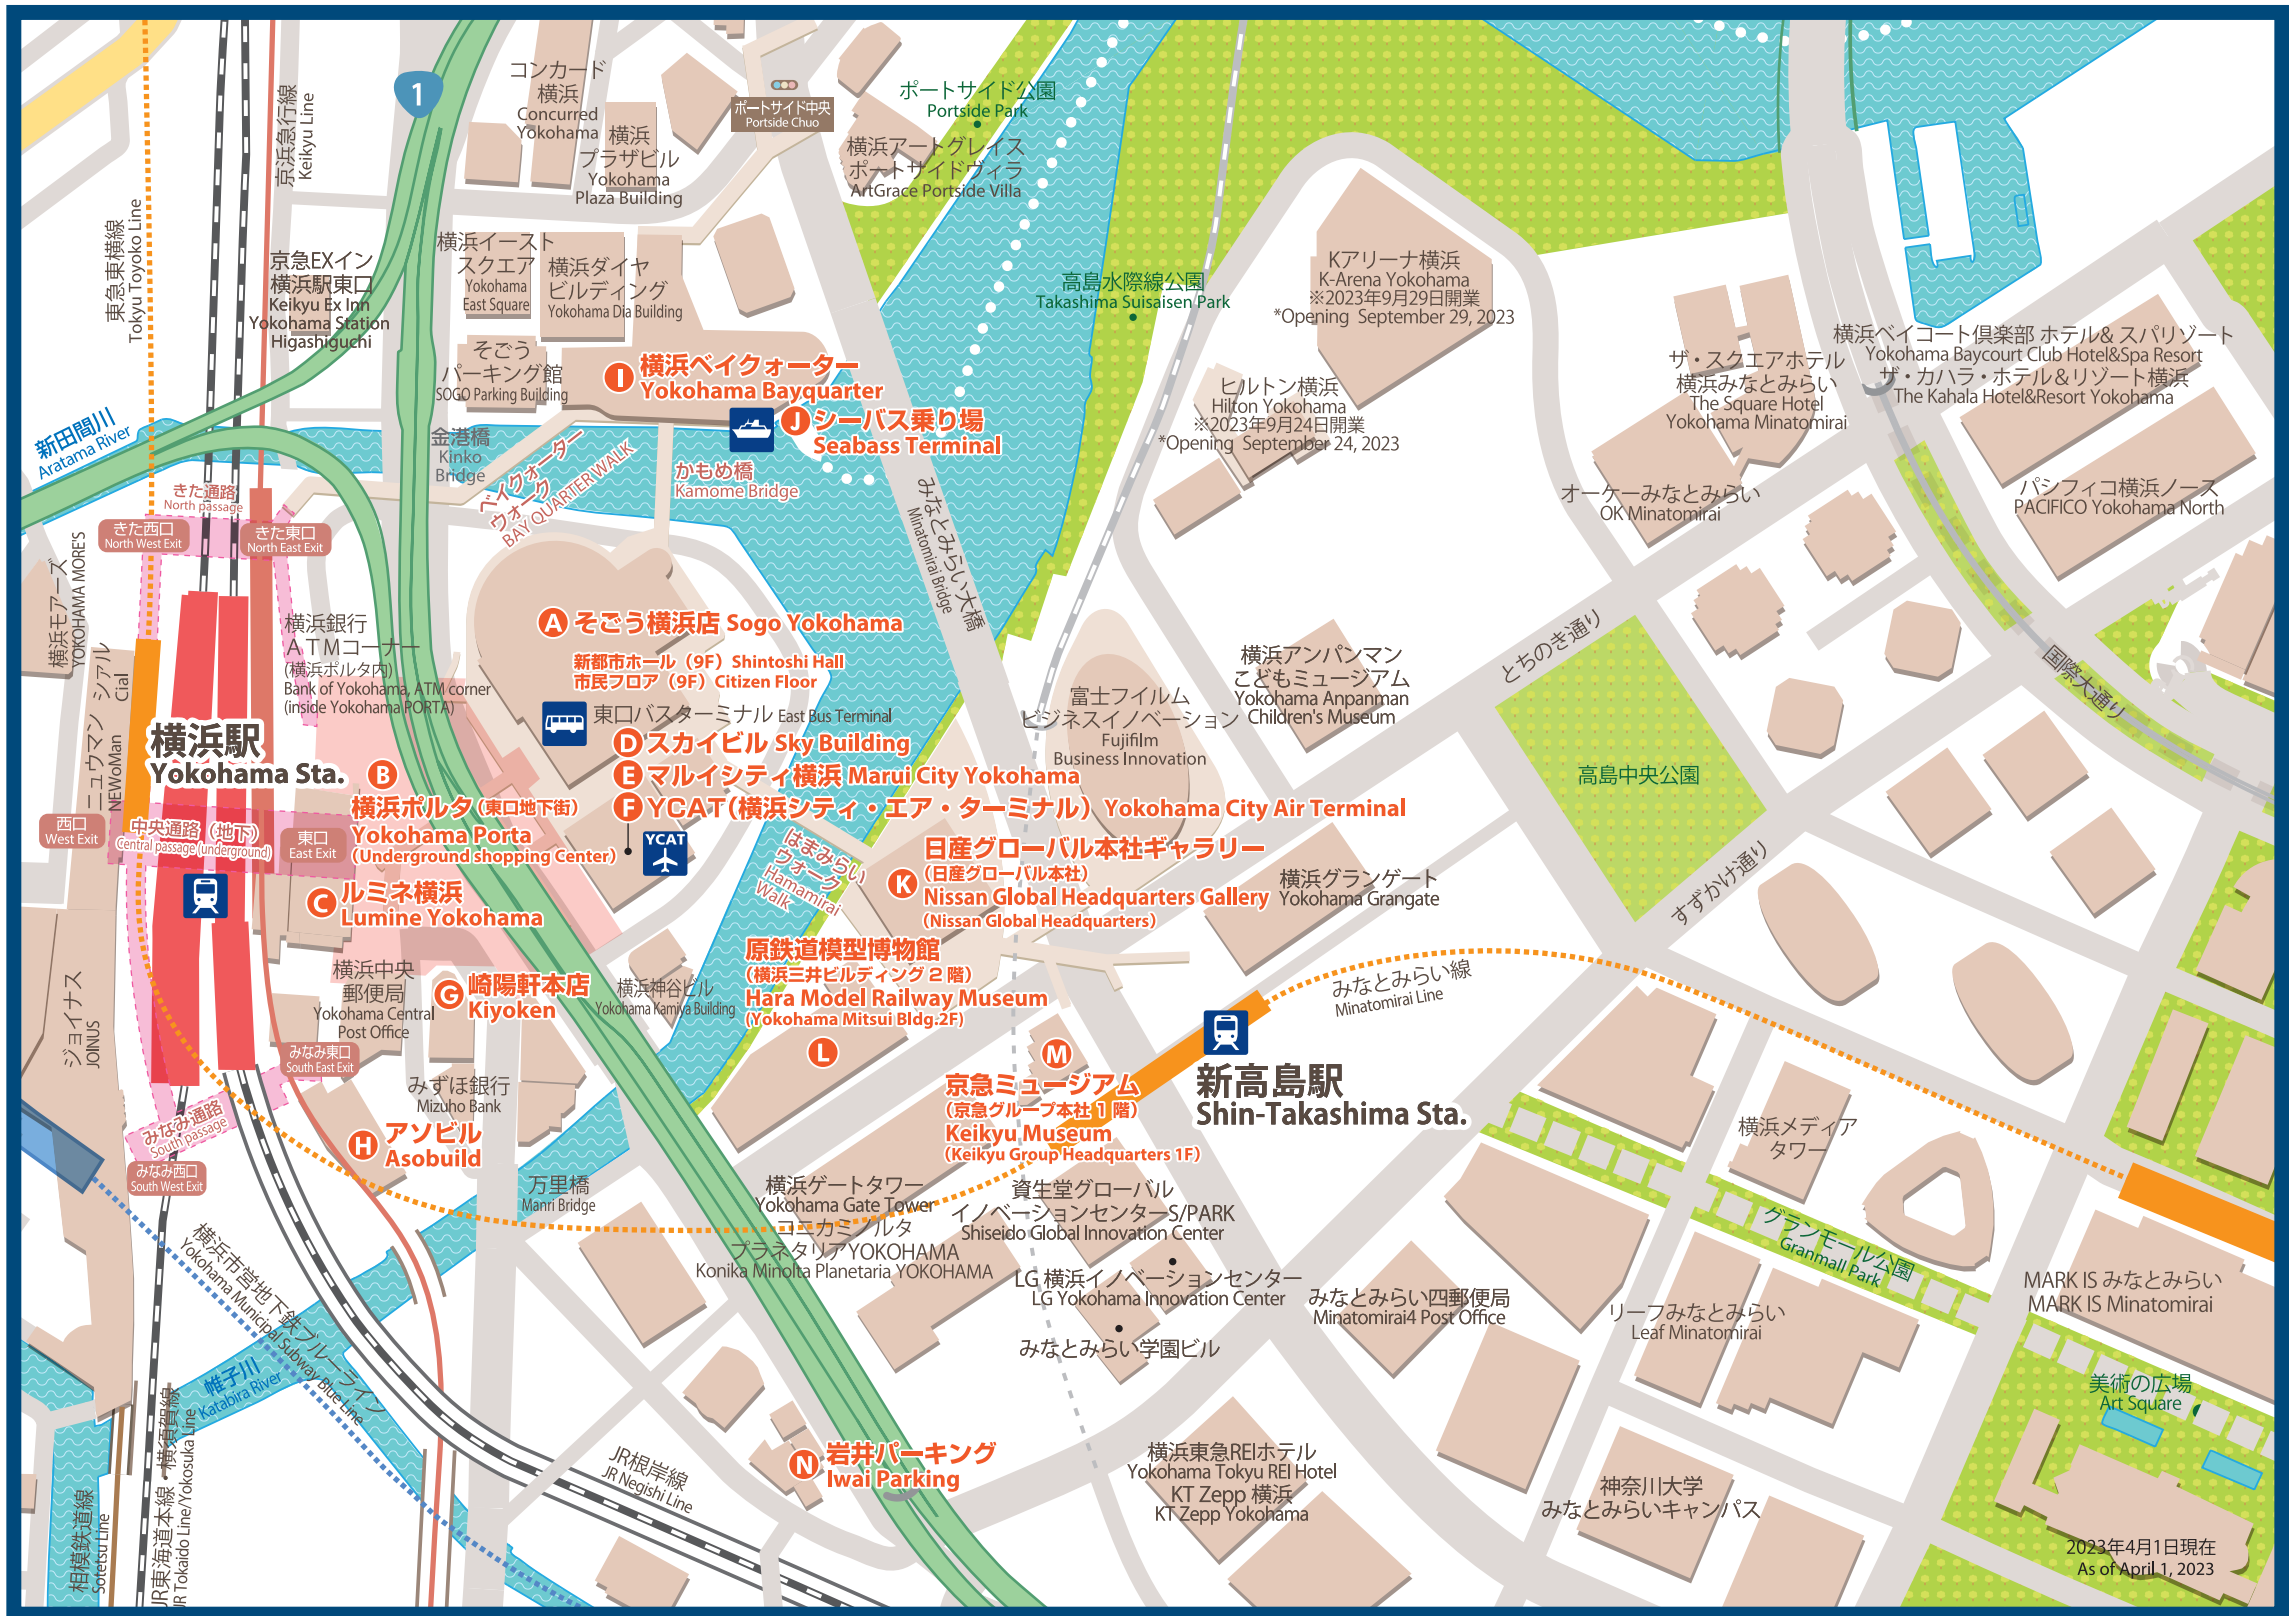 1
コンカード
横浜
Concurred
Yokohama
横浜
プラザビル
Yokohama
Plaza Building
ポートサイド中央
Portside Chuo
ポートサイド公園
Portside Park
横浜アートグレイス
ポートサイドヴィラ
ArtGrace Portside Villa
京浜急行線
Keikyu Line
東急東横線
Tokyu Toyoko Line
京急EXイン
横浜駅東口
Keikyu Ex Inn
Yokohama Station
Higashiguchi
横浜イースト
スクエア
Yokohama
East Square
横浜ダイヤ
ビルディング
Yokohama Dia Building
高島水際線公園
Takashima Suisaisen Park
Kアリーナ横浜
K-Arena Yokohama
※2023年9月29日開業
*Opening September 29, 2023
そごう
パーキング館
SOGO Parking Building
I 横浜ベイクォーター
Yokohama Bayquarter
J シーバス乗り場
Seabass Terminal
ヒルトン横浜
Hilton Yokohama
※2023年9月24日開業
*Opening September 24, 2023
ザ・スクエアホテル
横浜みなとみらい
The Square Hotel
Yokohama Minatomirai
横浜ベイコート倶楽部 ホテル& スパリゾート
Yokohama Baycourt Club Hotel&Spa Resort
ザ・カハラ・ホテル＆リゾート横浜
The Kahala Hotel&Resort Yokohama
オーケーみなとみらい
OK Minatomirai
パシフィコ横浜ノース
PACIFICO Yokohama North
新田間川
Aratama River
金港橋
Kinko
Bridge
ベイクォーター
ウォーク
BAY QUARTER WALK
かもめ橋
Kamome Bridge
みなとみらい大橋
Minatomirai Bridge
きた通路
North passage
きた西口
North West Exit
きた東口
North East Exit
横浜モアーズ
YOKOHAMA MORE'S
シァル
Cial
ニュウマン
NEWoMan
横浜銀行
ＡＴＭコーナー
(横浜ポルタ内)
Bank of Yokohama, ATM corner
(inside Yokohama PORTA)
A そごう横浜店 Sogo Yokohama
新都市ホール（9F）Shintoshi Hall
市民フロア（9F）Citizen Floor
東口バスターミナル East Bus Terminal
D スカイビル Sky Building
E マルイシティ横浜 Marui City Yokohama
F YCAT(横浜シティ・エア・ターミナル） Yokohama City Air Terminal
YCAT
富士フイルム
ビジネスイノベーション
Fujifilm
Business Innovation
横浜アンパンマン
こどもミュージアム
Yokohama Anpanman
Children's Museum
とちのき通り
国際大通り
高島中央公園
すずかけ通り
横浜駅
Yokohama Sta.
B
横浜ポルタ(東口地下街)
Yokohama Porta
(Underground shopping Center)
西口
West Exit
中央通路（地下）
Central passage (underground)
東口
East Exit
C ルミネ横浜
Lumine Yokohama
はまみらい
ウォーク
Hamamirai
Walk
K 日産グローバル本社ギャラリー
（日産グローバル本社）
Nissan Global Headquarters Gallery
(Nissan Global Headquarters)
横浜グランゲート
Yokohama Grangate
ジョイナス
JOINUS
横浜中央
郵便局
Yokohama Central
Post Office
G 崎陽軒本店
Kiyoken
横浜神谷ビル
Yokohama Kamiya Building
原鉄道模型博物館
（横浜三井ビルディング２階）
Hara Model Railway Museum
(Yokohama Mitsui Bldg.2F)
L
みなとみらい線
Minatomirai Line
M
京急ミュージアム
（京急グループ本社１階）
Keikyu Museum
(Keikyu Group Headquarters 1F)
新高島駅
Shin-Takashima Sta.
みなみ東口
South East Exit
みずほ銀行
Mizuho Bank
みなみ通路
South passage
みなみ西口
South West Exit
H アソビル
Asobuild
万里橋
Manri Bridge
横浜ゲートタワー
Yokohama Gate Tower
コニカミノルタ
プラネタリアYOKOHAMA
Konika Minolta Planetaria YOKOHAMA
資生堂グローバル
イノベーションセンターS/PARK
Shiseido Global Innovation Center
LG 横浜イノベーションセンター
LG Yokohama Innovation Center
みなとみらい学園ビル
みなとみらい四郵便局
Minatomirai4 Post Office
横浜メディア
タワー
グランモール公園
Granmall Park
リーフみなとみらい
Leaf Minatomirai
MARK IS みなとみらい
MARK IS Minatomirai
美術の広場
Art Square
横浜市営地下鉄ブルーライン
Yokohama Municipal Subway Blue Line
帷子川
Katabira River
相模鉄道線
Sotetsu Line
JR東海道本線・横須賀線
JR Tokaido Line/Yokosuka Line
JR根岸線
JR Negishi Line
N 岩井パーキング
Iwai Parking
横浜東急REIホテル
Yokohama Tokyu REI Hotel
KT Zepp 横浜
KT Zepp Yokohama
神奈川大学
みなとみらいキャンパス
2023年4月1日現在
As of April 1, 2023